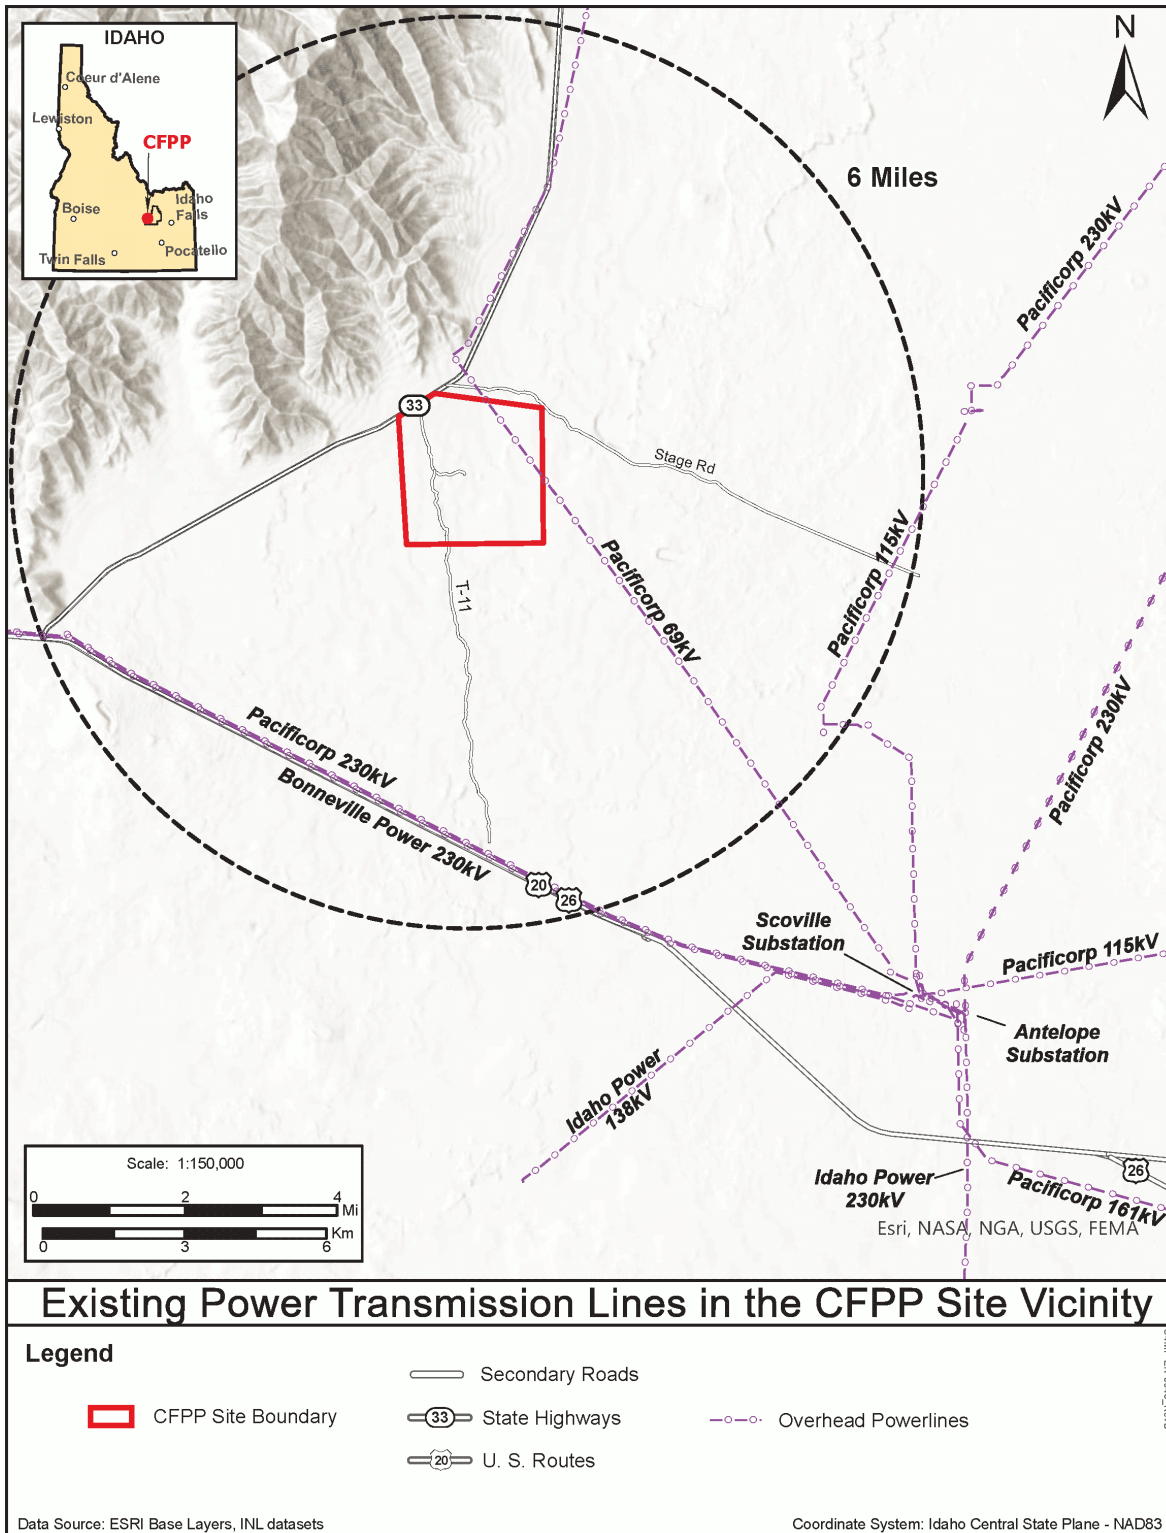 IDAHO
Coeur d'Alene
Lewiston
CFPP
Boise
Idaho
Falls
Twin Falls
Pocatello
N
6 Miles
Pacificorp 230kV
33
Stage Rd
Pacificorp 115kV
Pacificorp 69kV
T-11
Pacificorp 230kV
Pacificorp 230kV
Bonneville Power 230kV
20
26
Scoville
Substation
Pacificorp 115kV
Antelope
Substation
Idaho Power
138kV
Idaho Power
230kV
26
Pacificorp 161kV
Esri, NASA, NGA, USGS, FEMA
Scale: 1:150,000
0 2 4
Mi
Km
0 3 6
Existing Power Transmission Lines in the CFPP Site Vicinity
Legend
Secondary Roads
CFPP Site Boundary
33
State Highways
Overhead Powerlines
20
U. S. Routes
Data Source: ESRI Base Layers, INL datasets
Coordinate System: Idaho Central State Plane - NAD83